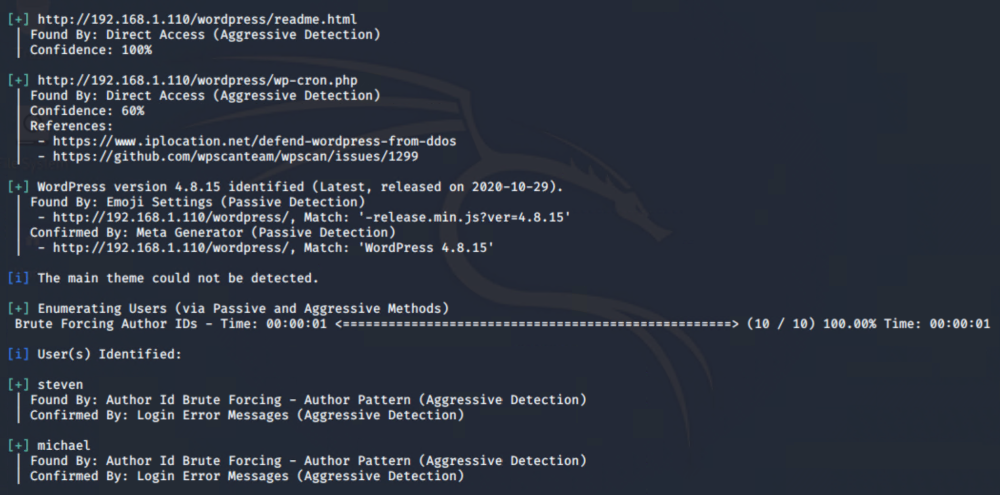 [+] http://192.168.1.110/wordpress/readme.html
| Found By: Direct Access (Aggressive Detection)
| Confidence: 100%
[+] http://192.168.1.110/wordpress/wp-cron.php
| Found By: Direct Access (Aggressive Detection)
| Confidence: 60%
| References:
|  - https://www.iplocation.net/defend-wordpress-from-ddos
|  - https://github.com/wpscanteam/wpscan/issues/1299
[+] WordPress version 4.8.15 identified (Latest, released on 2020-10-29).
| Found By: Emoji Settings (Passive Detection)
|  - http://192.168.1.110/wordpress/, Match: '-release.min.js?ver=4.8.15'
| Confirmed By: Meta Generator (Passive Detection)
|  - http://192.168.1.110/wordpress/, Match: 'WordPress 4.8.15'
[i] The main theme could not be detected.
[+] Enumerating Users (via Passive and Aggressive Methods)
Brute Forcing Author IDs - Time: 00:00:01 <===================================================> (10 / 10) 100.00% Time: 00:00:01
[i] User(s) Identified:
[+] steven
| Found By: Author Id Brute Forcing - Author Pattern (Aggressive Detection)
| Confirmed By: Login Error Messages (Aggressive Detection)
[+] michael
| Found By: Author Id Brute Forcing - Author Pattern (Aggressive Detection)
| Confirmed By: Login Error Messages (Aggressive Detection)